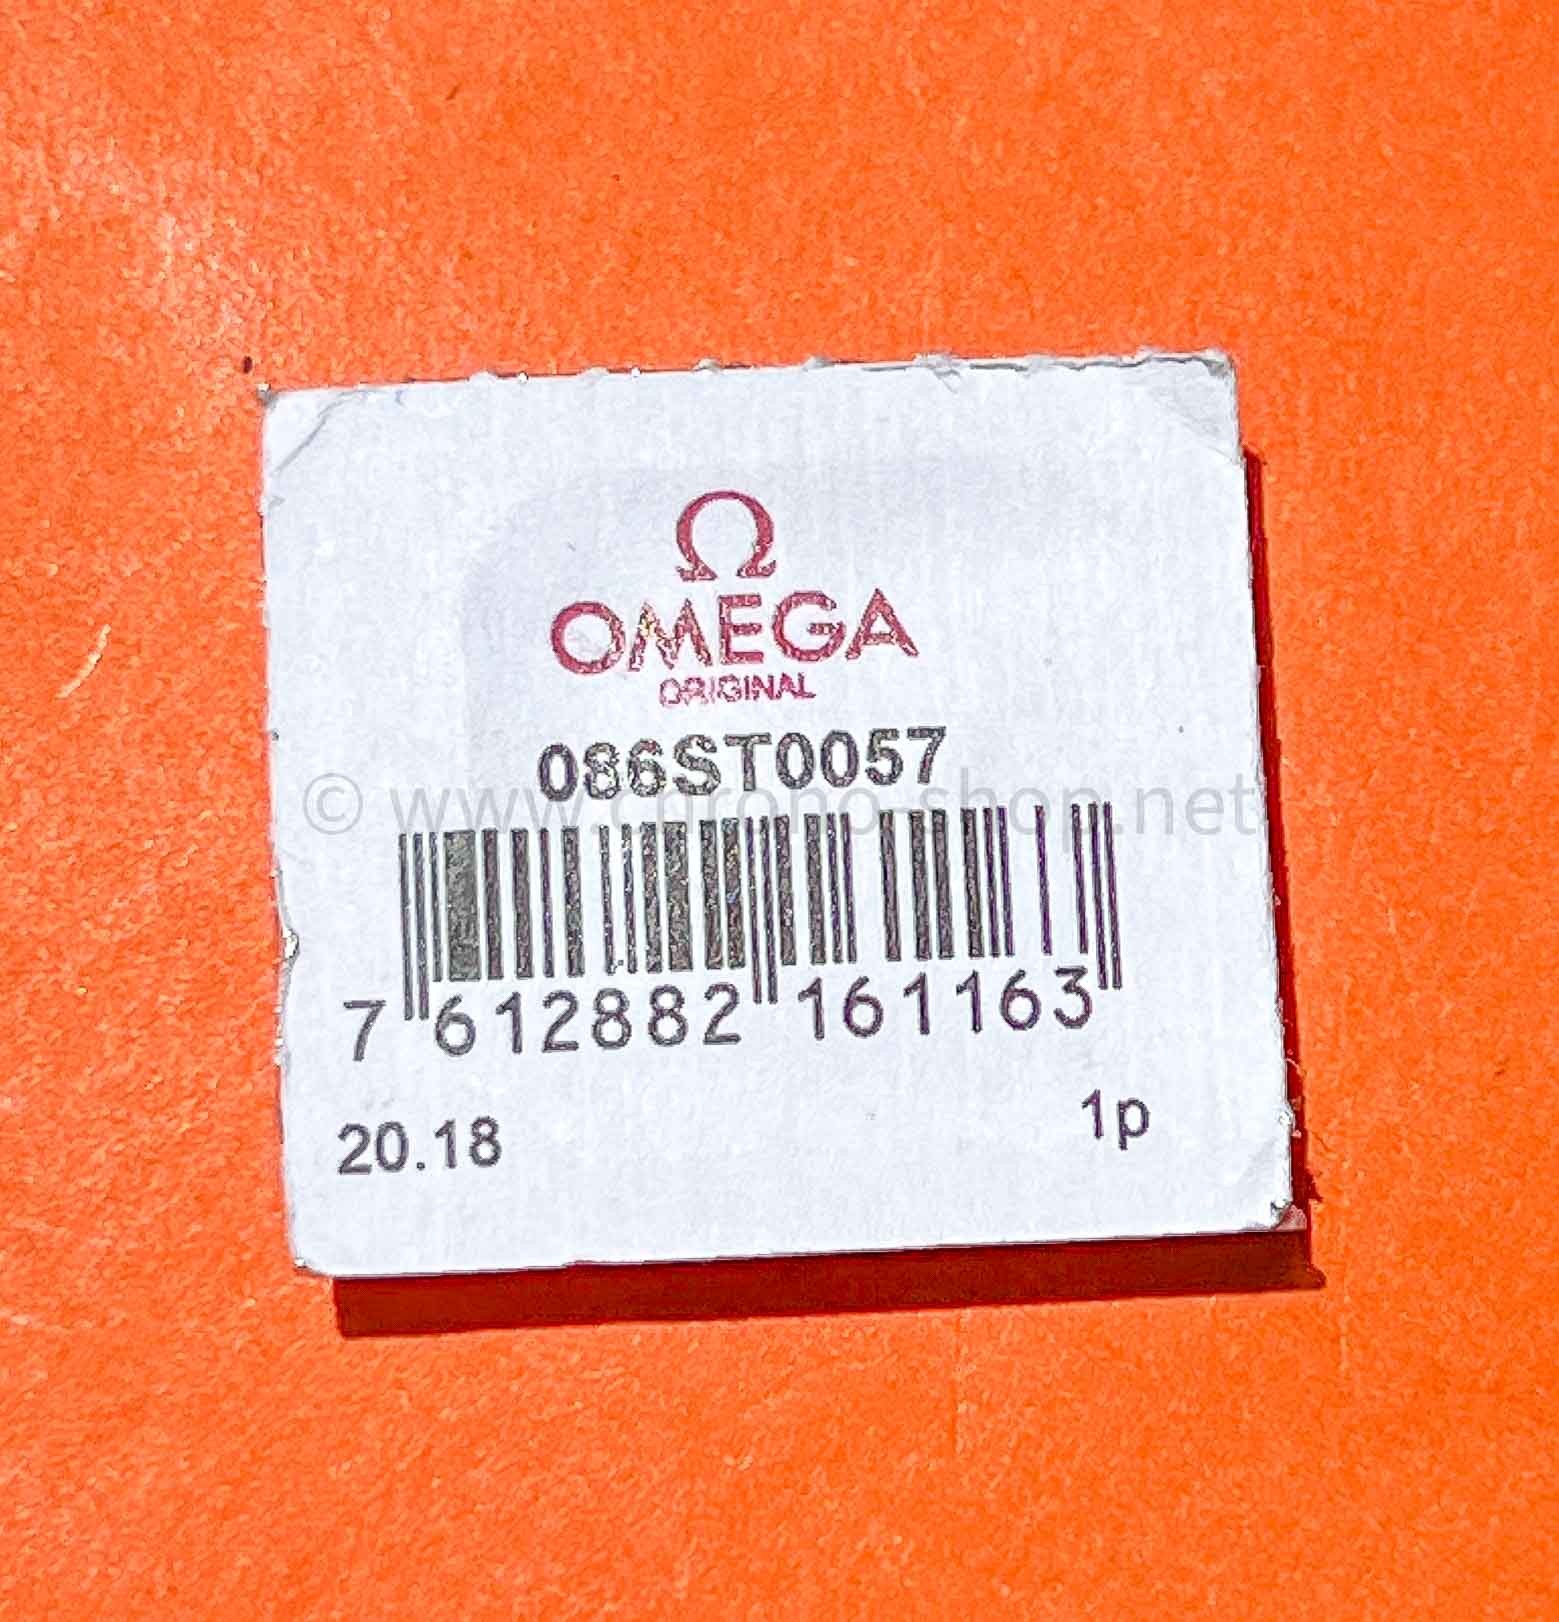 Ω
OMEGA
ORIGINAL
086ST0057
© www.chrono-shop.net
7 612882 161163
20.18
1p